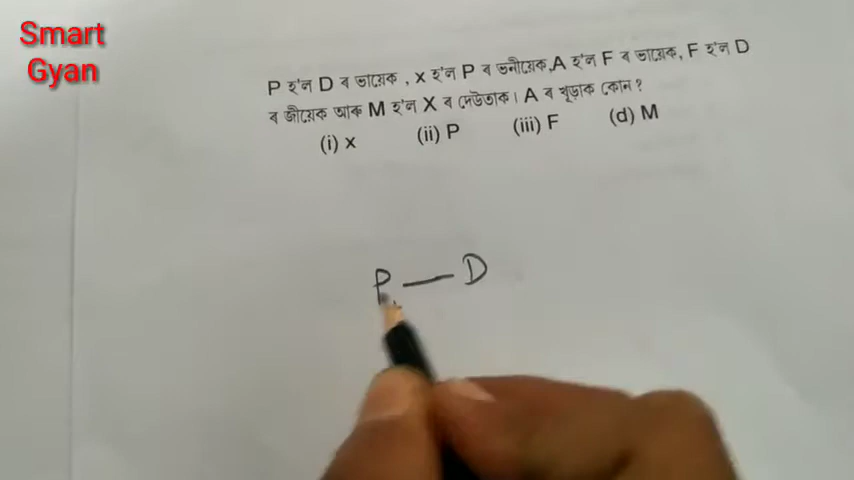 Smart
Gyan
P হ'ল D ৰ ভায়েক , x হ'ল P ৰ ভনীয়েক,A হ'ল F ৰ ভায়েক, F হ'ল D
ৰ জীয়েক আৰু M হ'ল X ৰ দেউতাক। A ৰ খুড়াক কোন ?
(i) x (ii) P (iii) F (d) M
P — D